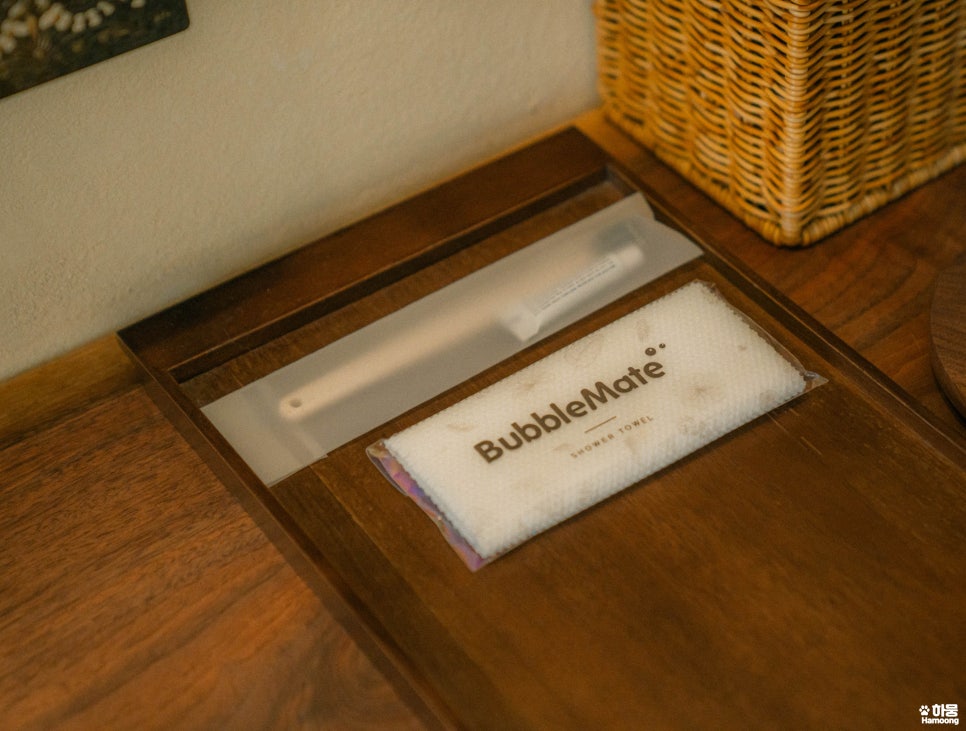 BubbleMate
SHOWER TOWEL
하뭉
Hamoong